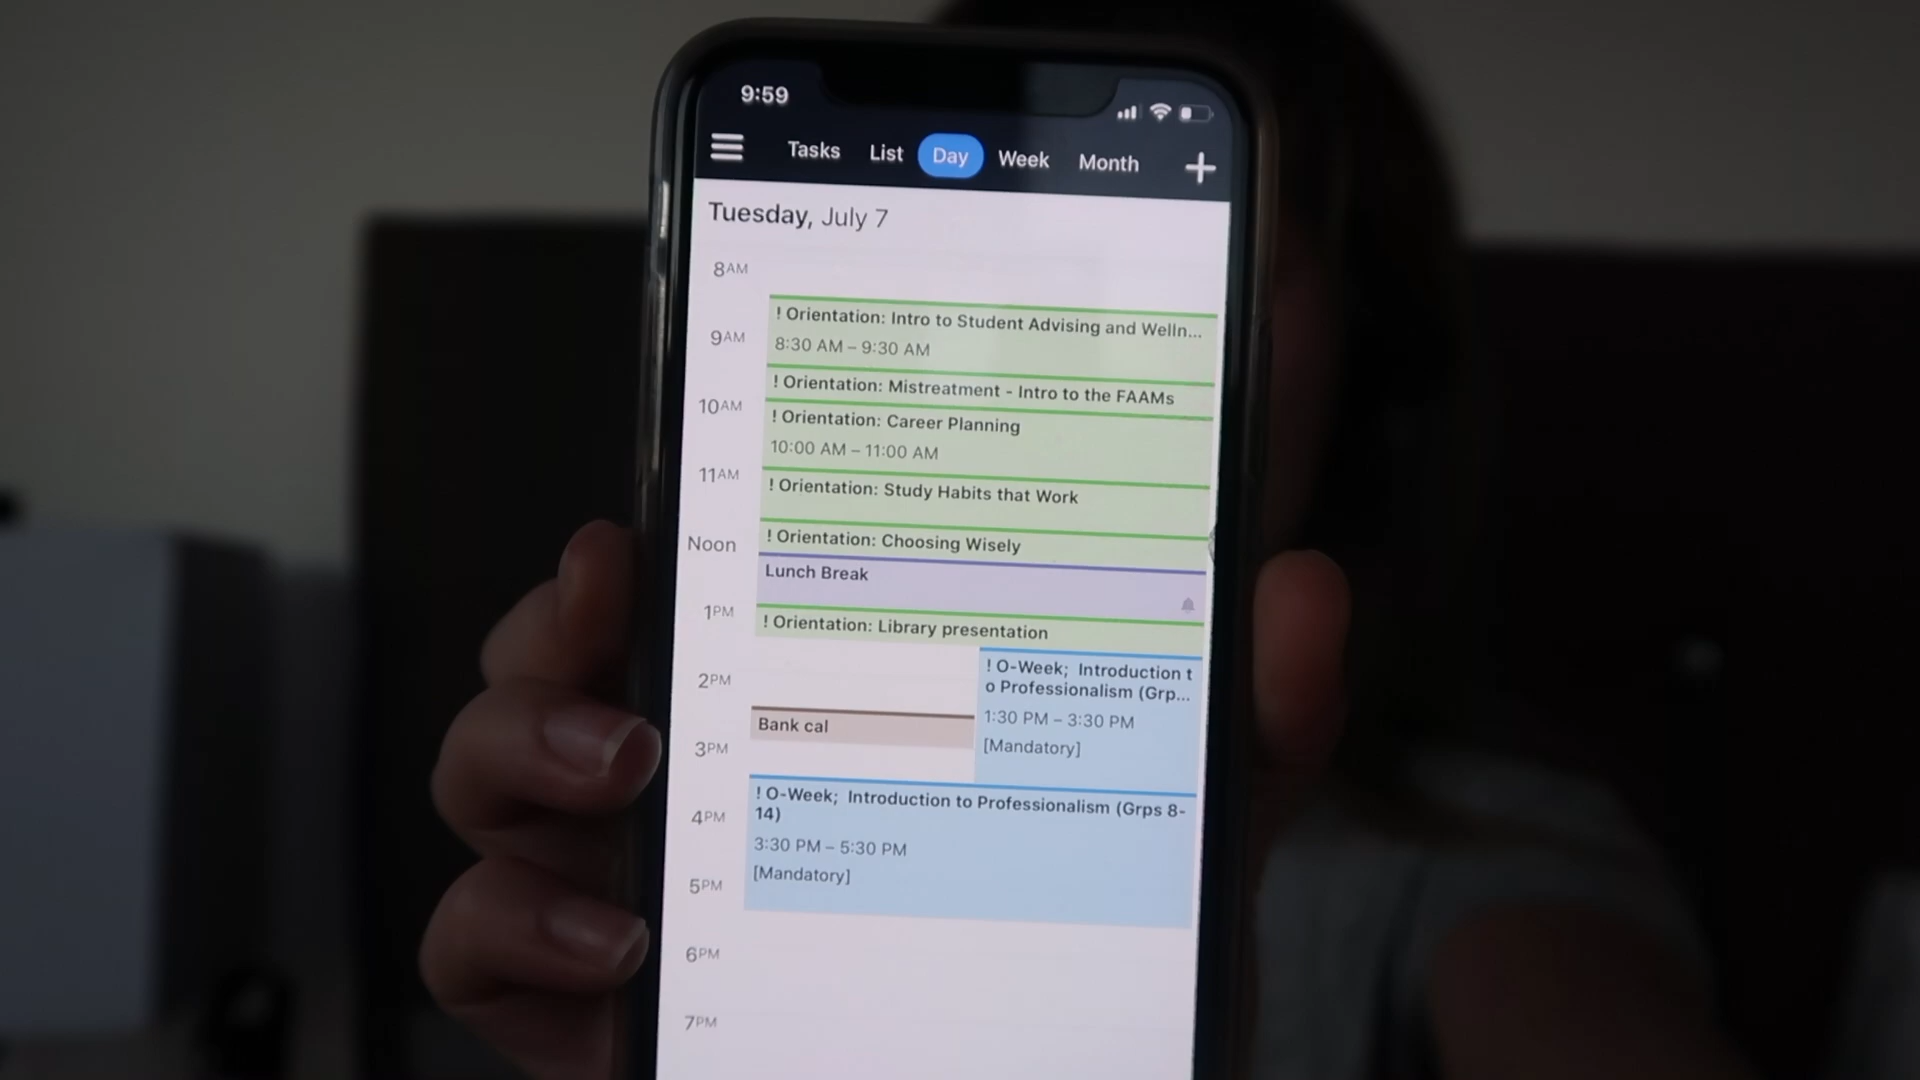 9:59
Tasks List Day Week Month
Tuesday, July 7
8AM
! Orientation: Intro to Student Advising and Welln...
8:30 AM – 9:30 AM
9AM
! Orientation: Mistreatment - Intro to the FAAMs
10AM
! Orientation: Career Planning
10:00 AM – 11:00 AM
11AM
! Orientation: Study Habits that Work
! Orientation: Choosing Wisely
Noon
Lunch Break
1PM
! Orientation: Library presentation
! O-Week; Introduction t
o Professionalism (Grp...
1:30 PM – 3:30 PM
[Mandatory]
2PM
Bank cal
3PM
! O-Week; Introduction to Professionalism (Grps 8-
14)
3:30 PM – 5:30 PM
[Mandatory]
4PM
5PM
6PM
7PM